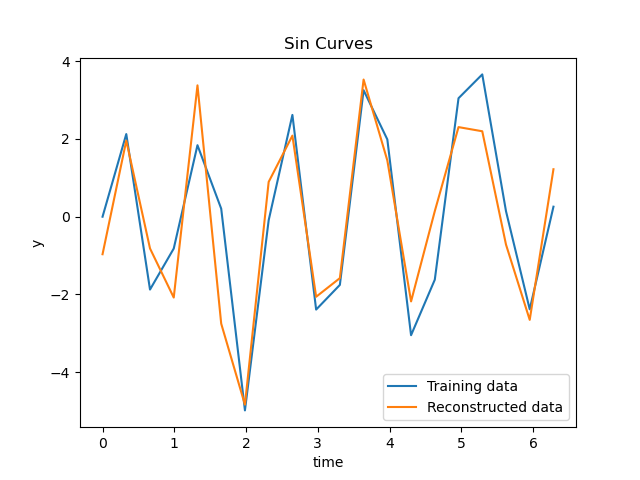 Sin Curves
4
2
0
−2
−4
y
0
1
2
3
4
5
6
time
Training data
Reconstructed data